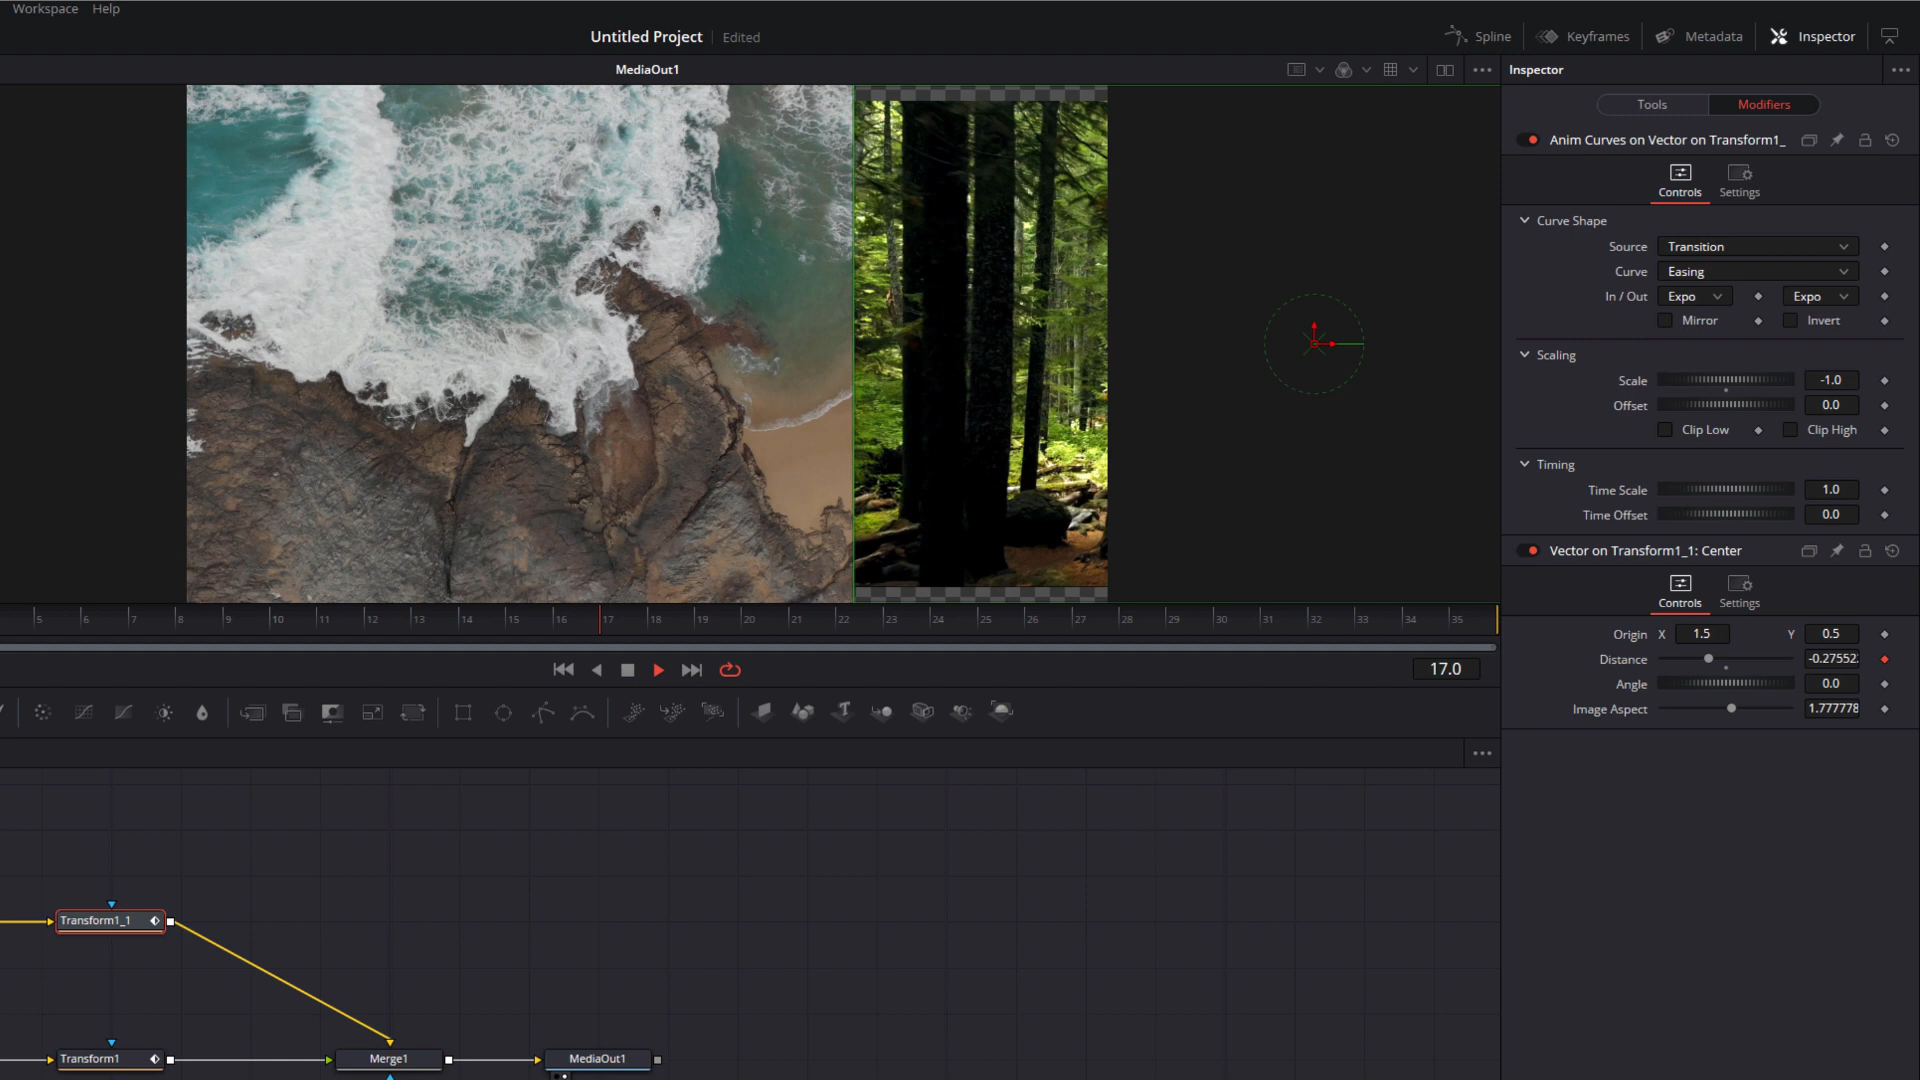 Workspace Help
Untitled Project Edited
Spline Keyframes Metadata Inspector
MediaOut1
Inspector
Tools Modifiers
Anim Curves on Vector on Transform1_
Controls Settings
Curve Shape
Source Transition
Curve Easing
In / Out Expo Expo
Mirror Invert
Scaling
Scale -1.0
Offset 0.0
Clip Low Clip High
Timing
Time Scale 1.0
Time Offset 0.0
Vector on Transform1_1: Center
Controls Settings
Origin X 1.5 Y 0.5
Distance -0.27552
Angle 0.0
Image Aspect 1.777778
5 6 7 8 9 10 11 12 13 14 15 16 17 18 19 20 21 22 23 24 25 26 27 28 29 30 31 32 33 34 35
17.0
Transform1_1
Transform1 Merge1 MediaOut1